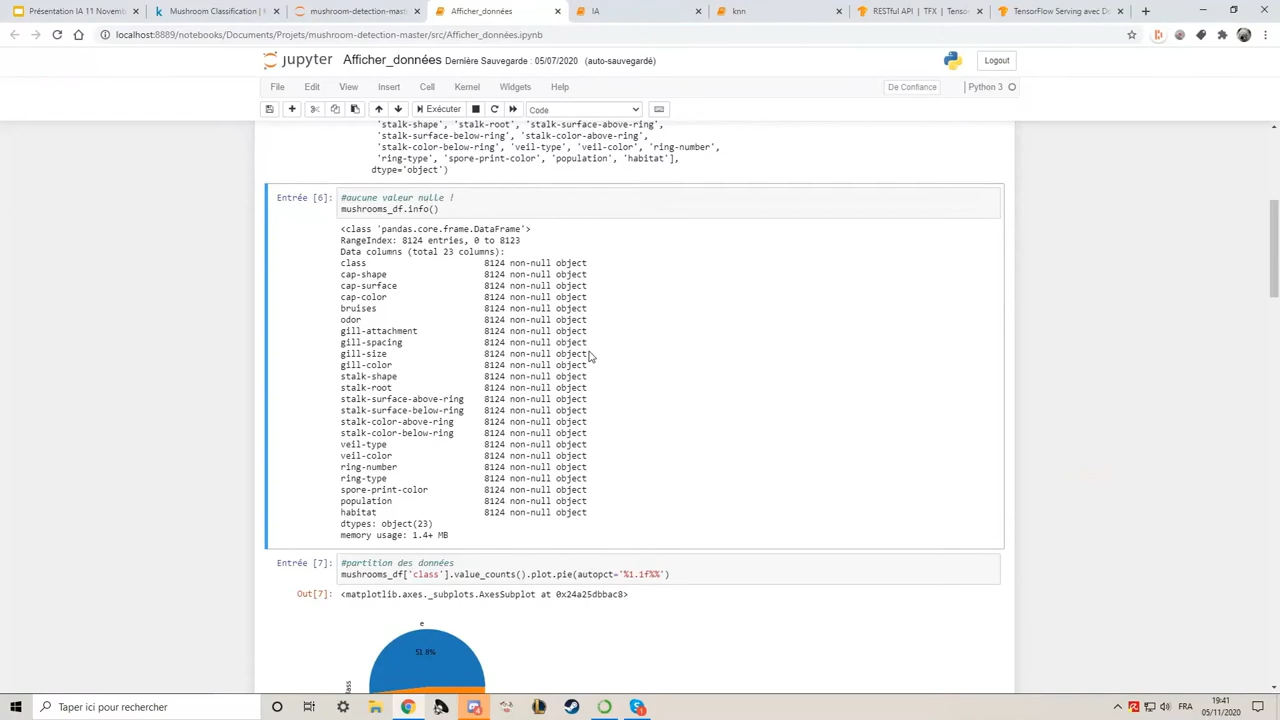 Présentation IA 11 Novemb
Mushroom Classification | K
mushroom-detection-master/
Afficher_données
IA
knn
RESTful API | TFX | Tensor
TensorFlow Serving avec Do
localhost:8889/notebooks/Documents/Projets/mushroom-detection-master/src/Afficher_données.ipynb
jupyter Afficher_données Dernière Sauvegarde : 05/07/2020 (auto-sauvegardé)
Logout
File Edit View Insert Cell Kernel Widgets Help
De Confiance
Python 3
Exécuter
Code
'stalk-shape', 'stalk-root', 'stalk-surface-above-ring',
'stalk-surface-below-ring', 'stalk-color-above-ring',
'stalk-color-below-ring', 'veil-type', 'veil-color', 'ring-number',
'ring-type', 'spore-print-color', 'population', 'habitat'],
dtype='object')
Entrée [6]:
#aucune valeur nulle !
mushrooms_df.info()
<class 'pandas.core.frame.DataFrame'>
RangeIndex: 8124 entries, 0 to 8123
Data columns (total 23 columns):
class 8124 non-null object
cap-shape 8124 non-null object
cap-surface 8124 non-null object
cap-color 8124 non-null object
bruises 8124 non-null object
odor 8124 non-null object
gill-attachment 8124 non-null object
gill-spacing 8124 non-null object
gill-size 8124 non-null object
gill-color 8124 non-null object
stalk-shape 8124 non-null object
stalk-root 8124 non-null object
stalk-surface-above-ring 8124 non-null object
stalk-surface-below-ring 8124 non-null object
stalk-color-above-ring 8124 non-null object
stalk-color-below-ring 8124 non-null object
veil-type 8124 non-null object
veil-color 8124 non-null object
ring-number 8124 non-null object
ring-type 8124 non-null object
spore-print-color 8124 non-null object
population 8124 non-null object
habitat 8124 non-null object
dtypes: object(23)
memory usage: 1.4+ MB
Entrée [7]:
#partition des données
mushrooms_df['class'].value_counts().plot.pie(autopct='%1.1f%%')
Out[7]:
<matplotlib.axes._subplots.AxesSubplot at 0x24a25dbbac8>
e
51.8%
lass
Taper ici pour rechercher
FRA
19:41
05/11/2020